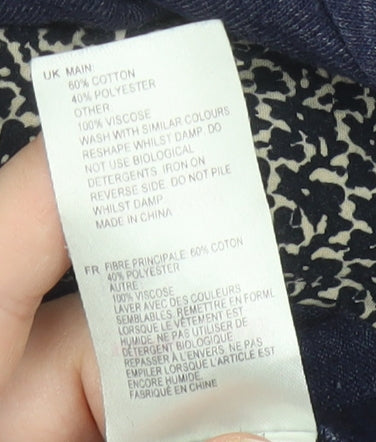 UK MAIN:
60% COTTON
40% POLYESTER
OTHER:
100% VISCOSE
WASH WITH SIMILAR COLOURS
RESHAPE WHILST DAMP. DO
NOT USE BIOLOGICAL
DETERGENTS. IRON ON
REVERSE SIDE. DO NOT PILE
WHILST DAMP.
MADE IN CHINA
FR FIBRE PRINCIPALE: 60% COTON
40% POLYESTER
AUTRE:
100% VISCOSE
LAVER AVEC DES COULEURS
SEMBLABLES. REMETTRE EN FORME
LORSQUE LE VÊTEMENT EST
HUMIDE. NE PAS UTILISER DE
DÉTERGENT BIOLOGIQUE.
REPASSER À L'ENVERS. NE PAS
EMPILER LORSQUE L'ARTICLE EST
ENCORE HUMIDE.
FABRIQUÉ EN CHINE